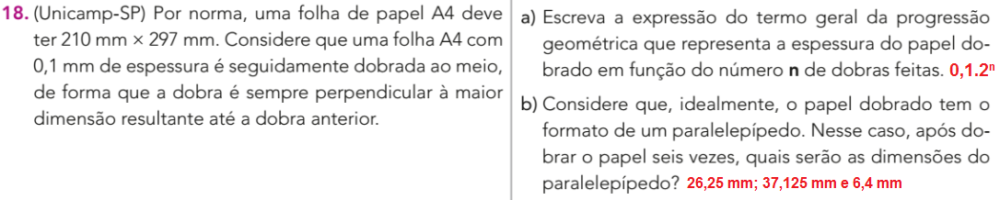 18. (Unicamp-SP) Por norma, uma folha de papel A4 deve
ter 210 mm × 297 mm. Considere que uma folha A4 com
0,1 mm de espessura é seguidamente dobrada ao meio,
de forma que a dobra é sempre perpendicular à maior
dimensão resultante até a dobra anterior.
a) Escreva a expressão do termo geral da progressão
geométrica que representa a espessura do papel do-
brado em função do número n de dobras feitas. 0,1.2ⁿ
b) Considere que, idealmente, o papel dobrado tem o
formato de um paralelepípedo. Nesse caso, após do-
brar o papel seis vezes, quais serão as dimensões do
paralelepípedo? 26,25 mm; 37,125 mm e 6,4 mm